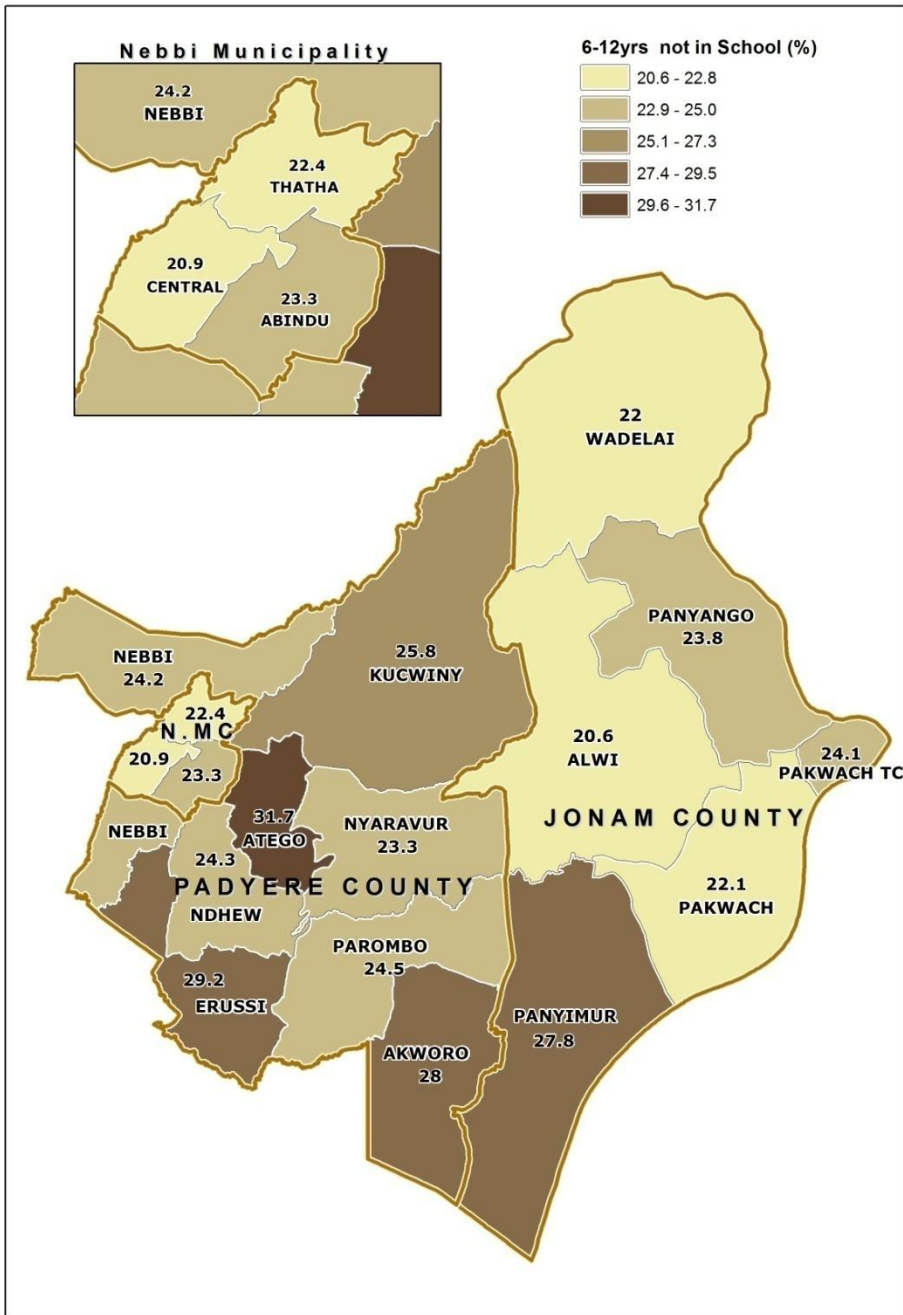 Nebbi Municipality
24.2
NEBBI
22.4
THATHA
20.9
CENTRAL
23.3
ABINDU
6-12yrs not in School (%)
20.6 - 22.8
22.9 - 25.0
25.1 - 27.3
27.4 - 29.5
29.6 - 31.7
22
WADELAI
PANYANGO
23.8
NEBBI
24.2
25.8
KUCWINY
22.4
N.MC
20.9
23.3
20.6
ALWI
24.1
PAKWACH TC
JONAM COUNTY
31.7
ATEGO
NYARAVUR
23.3
NEBBI
24.3
PADYERE COUNTY
NDHEW
22.1
PAKWACH
PAROMBO
24.5
29.2
ERUSSI
PANYIMUR
27.8
AKWORO
28